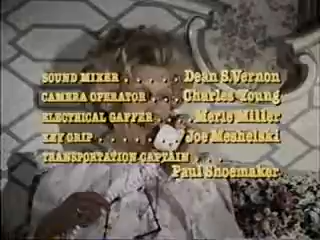 SOUND MIXER . . . . . Dean S. Vernon
CAMERA OPERATOR . . . Charles Young
ELECTRICAL GAFFER . . . Merle Miller
KEY GRIP . . . . . Joe Meshelski
TRANSPORTATION CAPTAIN . . .
Paul Shoemaker